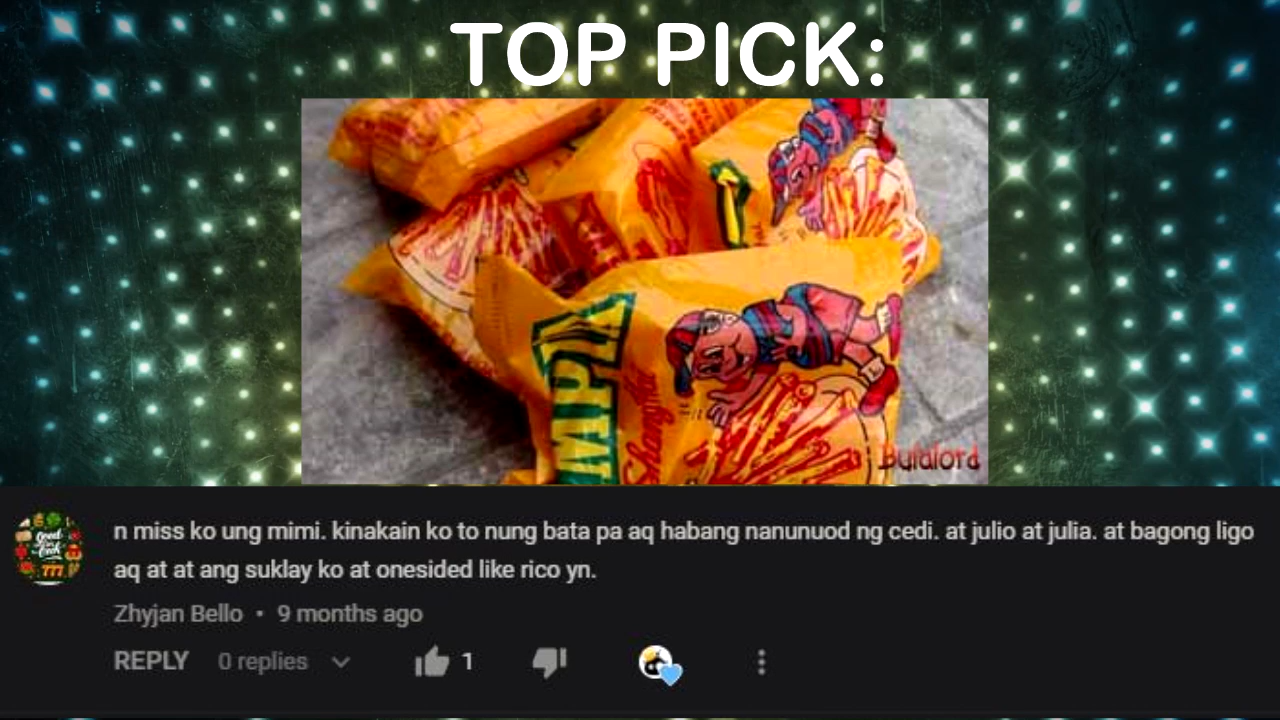 TOP PICK:
Shanghai
bulalord
n miss ko ung mimi. kinakain ko to nung bata pa aq habang nanunuod ng cedi. at julio at julia. at bagong ligo
aq at at ang suklay ko at onesided like rico yn.
Zhyjan Bello • 9 months ago
REPLY 0 replies 1